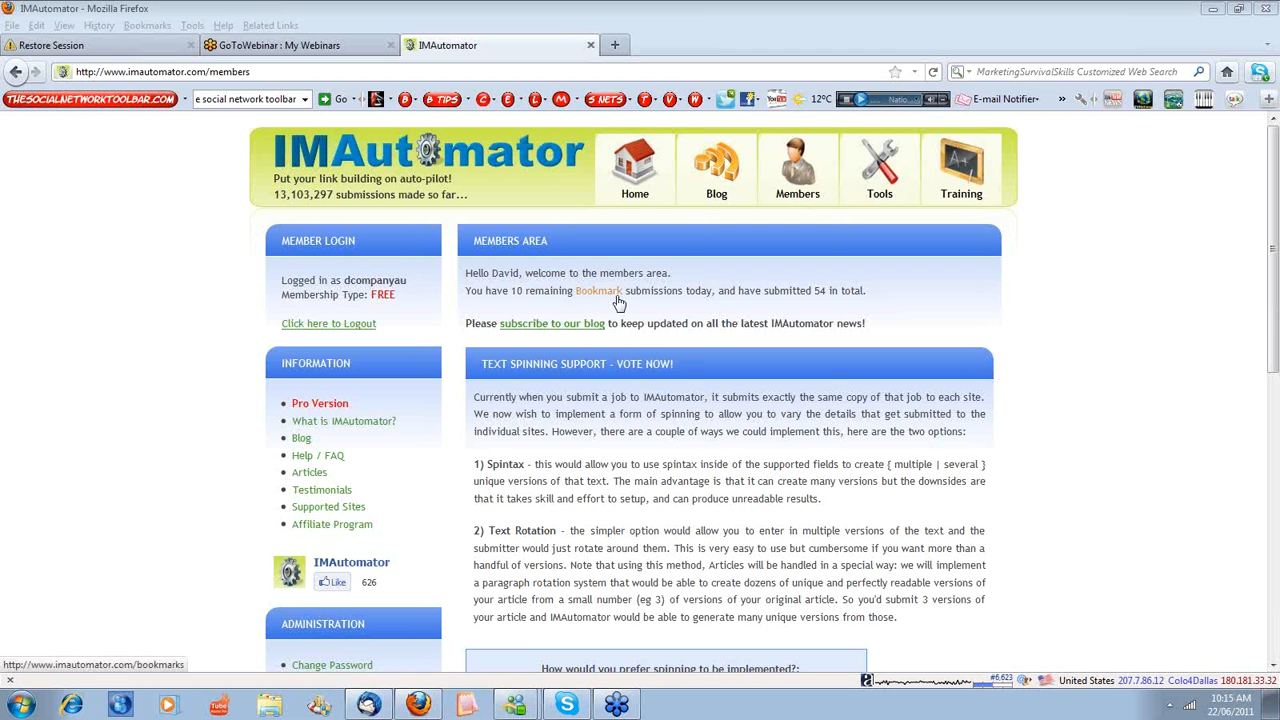 IMAutomator - Mozilla Firefox
File Edit View History Bookmarks Tools Help Related Links
Restore Session
GoToWebinar : My Webinars
IMAutomator
http://www.imautomator.com/members
MarketingSurvivalSkills Customized Web Search
THESOCIALNETWORKTOOLBAR.COM e social network toolbar Go B B TIPS C E L M S NETS T V W 12°C Natio... E-mail Notifier
IMAutomator
Put your link building on auto-pilot!
13,103,297 submissions made so far...
Home Blog Members Tools Training
MEMBER LOGIN
Logged in as dcompanyau
Membership Type: FREE
Click here to Logout
INFORMATION
Pro Version
What is IMAutomator?
Blog
Help / FAQ
Articles
Testimonials
Supported Sites
Affiliate Program
IMAutomator
Like 626
ADMINISTRATION
Change Password
MEMBERS AREA
Hello David, welcome to the members area.
You have 10 remaining Bookmark submissions today, and have submitted 54 in total.
Please subscribe to our blog to keep updated on all the latest IMAutomator news!
TEXT SPINNING SUPPORT - VOTE NOW!
Currently when you submit a job to IMAutomator, it submits exactly the same copy of that job to each site.
We now wish to implement a form of spinning to allow you to vary the details that get submitted to the
individual sites. However, there are a couple of ways we could implement this, here are the two options:
1) Spintax - this would allow you to use spintax inside of the supported fields to create { multiple | several }
unique versions of that text. The main advantage is that it can create many versions but the downsides are
that it takes skill and effort to setup, and can produce unreadable results.
2) Text Rotation - the simpler option would allow you to enter in multiple versions of the text and the
submitter would just rotate around them. This is very easy to use but cumbersome if you want more than a
handful of versions. Note that using this method, Articles will be handled in a special way: we will implement
a paragraph rotation system that would be able to create dozens of unique and perfectly readable versions of
your article from a small number (eg 3) of versions of your original article. So you'd submit 3 versions of
your article and IMAutomator would be able to generate many unique versions from those.
How would you prefer spinning to be implemented?:
http://www.imautomator.com/bookmarks
#6,623 United States 207.7.86.12 Colo4Dallas 180.181.33.32
10:15 AM
22/06/2011